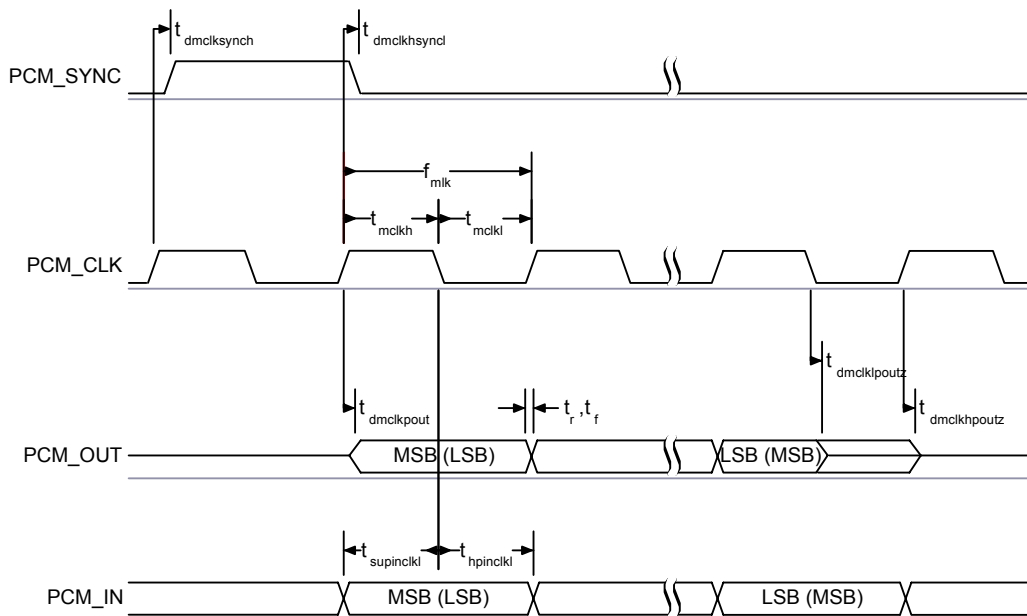 t dmclksynch
t dmclkhsyncl
PCM_SYNC
f mlk
t mclkh
t mclkl
PCM_CLK
t dmclklpoutz
t dmclkpout
t r ,t f
t dmclkhpoutz
PCM_OUT
MSB (LSB)
LSB (MSB)
t supinclkl
t hpinclkl
PCM_IN
MSB (LSB)
LSB (MSB)